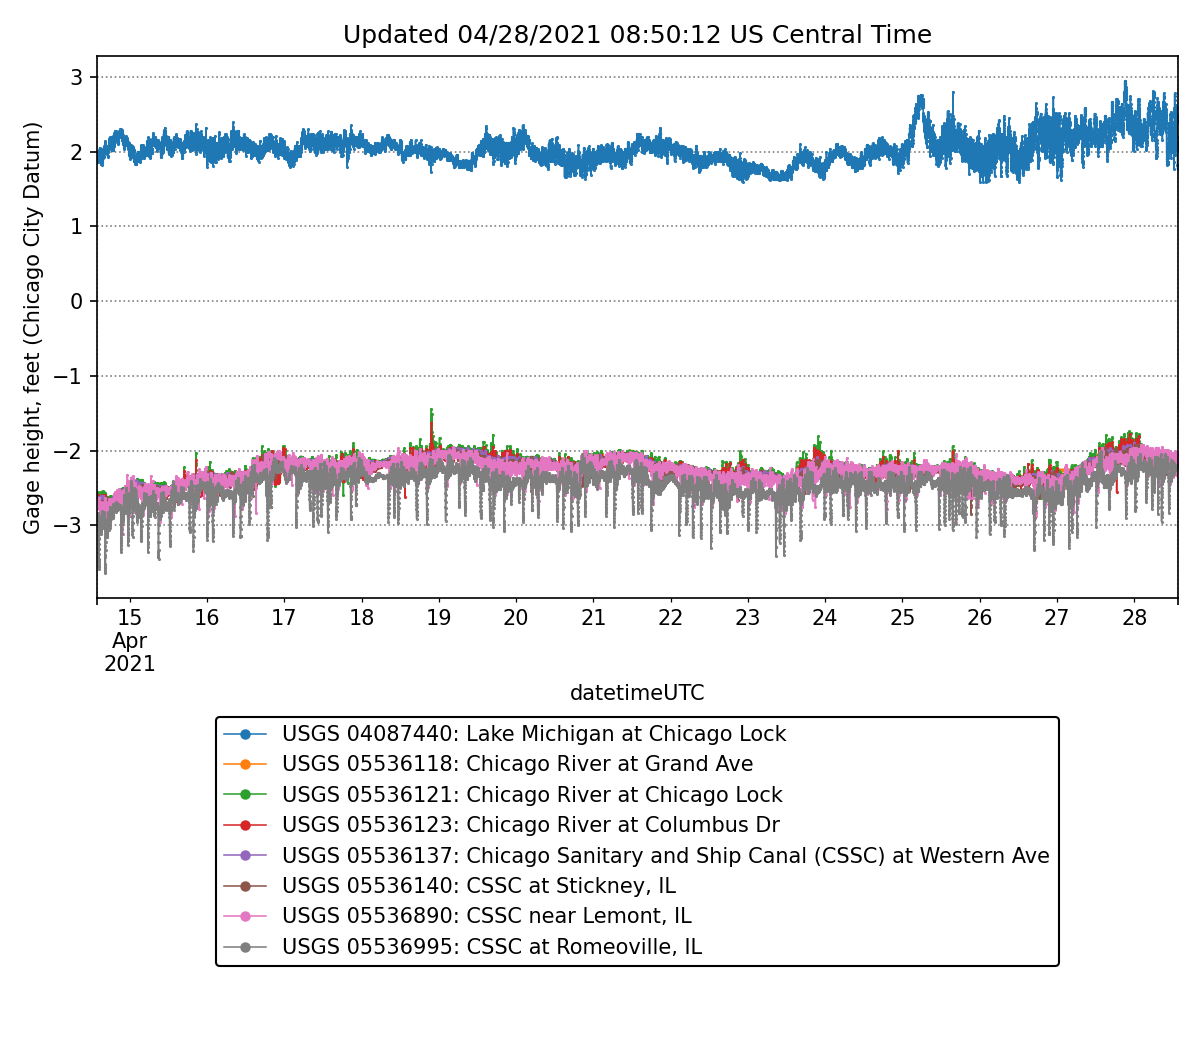 Updated 04/28/2021 08:50:12 US Central Time
Gage height, feet (Chicago City Datum)
3
2
1
0
−1
−2
−3
15 16 17 18 19 20 21 22 23 24 25 26 27 28
Apr
2021
datetimeUTC
USGS 04087440: Lake Michigan at Chicago Lock
USGS 05536118: Chicago River at Grand Ave
USGS 05536121: Chicago River at Chicago Lock
USGS 05536123: Chicago River at Columbus Dr
USGS 05536137: Chicago Sanitary and Ship Canal (CSSC) at Western Ave
USGS 05536140: CSSC at Stickney, IL
USGS 05536890: CSSC near Lemont, IL
USGS 05536995: CSSC at Romeoville, IL